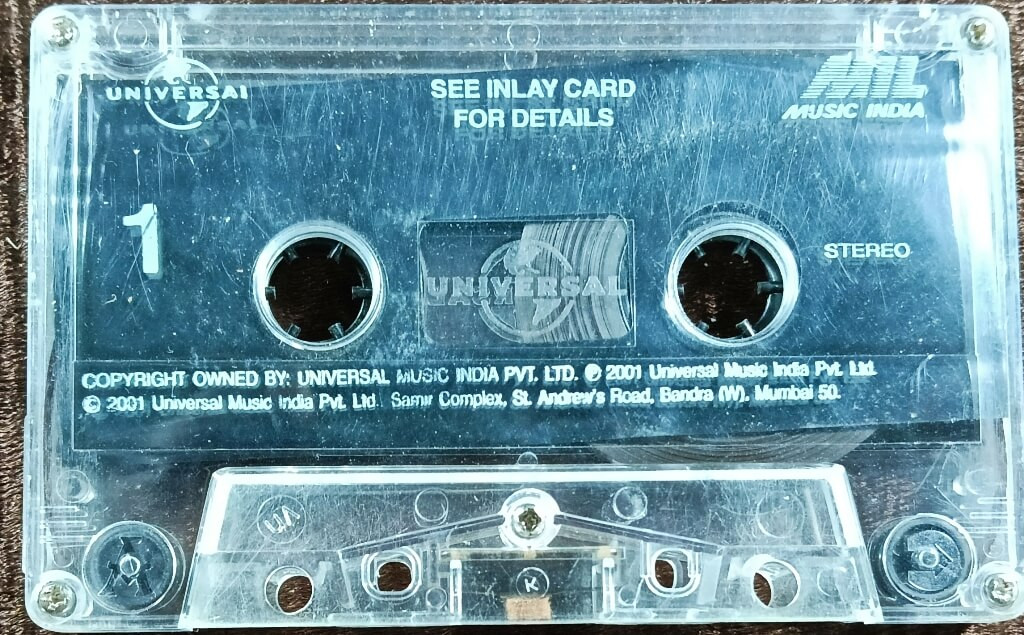 UNIVERSAL
SEE INLAY CARD
FOR DETAILS
MIL
MUSIC INDIA
1
UNIVERSAL
STEREO
COPYRIGHT OWNED BY: UNIVERSAL MUSIC INDIA PVT. LTD. ℗ 2001 Universal Music India Pvt. Ltd.
© 2001 Universal Music India Pvt. Ltd. Samir Complex, St. Andrew's Road, Bandra (W), Mumbai 50.
K